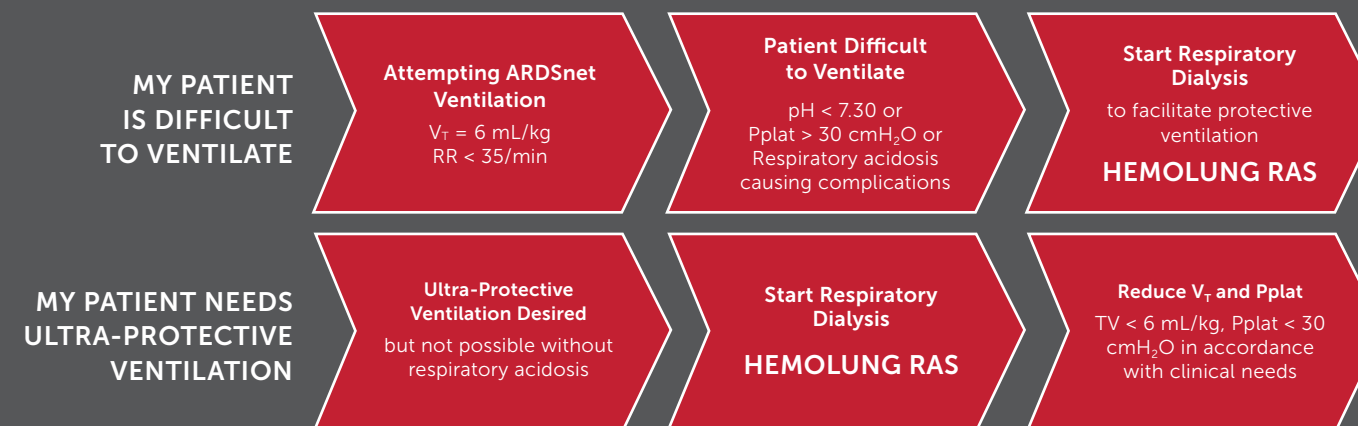 MY PATIENT
IS DIFFICULT
TO VENTILATE
Attempting ARDSnet
Ventilation
V<sub>T</sub> = 6 mL/kg
RR < 35/min
Patient Difficult
to Ventilate
pH < 7.30 or
Pplat > 30 cmH₂O or
Respiratory acidosis
causing complications
Start Respiratory
Dialysis
to facilitate protective
ventilation
HEMOLUNG RAS
MY PATIENT NEEDS
ULTRA-PROTECTIVE
VENTILATION
Ultra-Protective
Ventilation Desired
but not possible without
respiratory acidosis
Start Respiratory
Dialysis
HEMOLUNG RAS
Reduce V<sub>T</sub> and Pplat
TV < 6 mL/kg, Pplat < 30
cmH₂O in accordance
with clinical needs